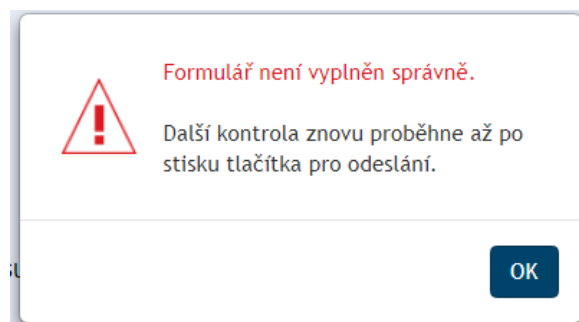 Formulář není vyplněn správně.
Další kontrola znovu proběhne až po
stisku tlačítka pro odeslání.
OK